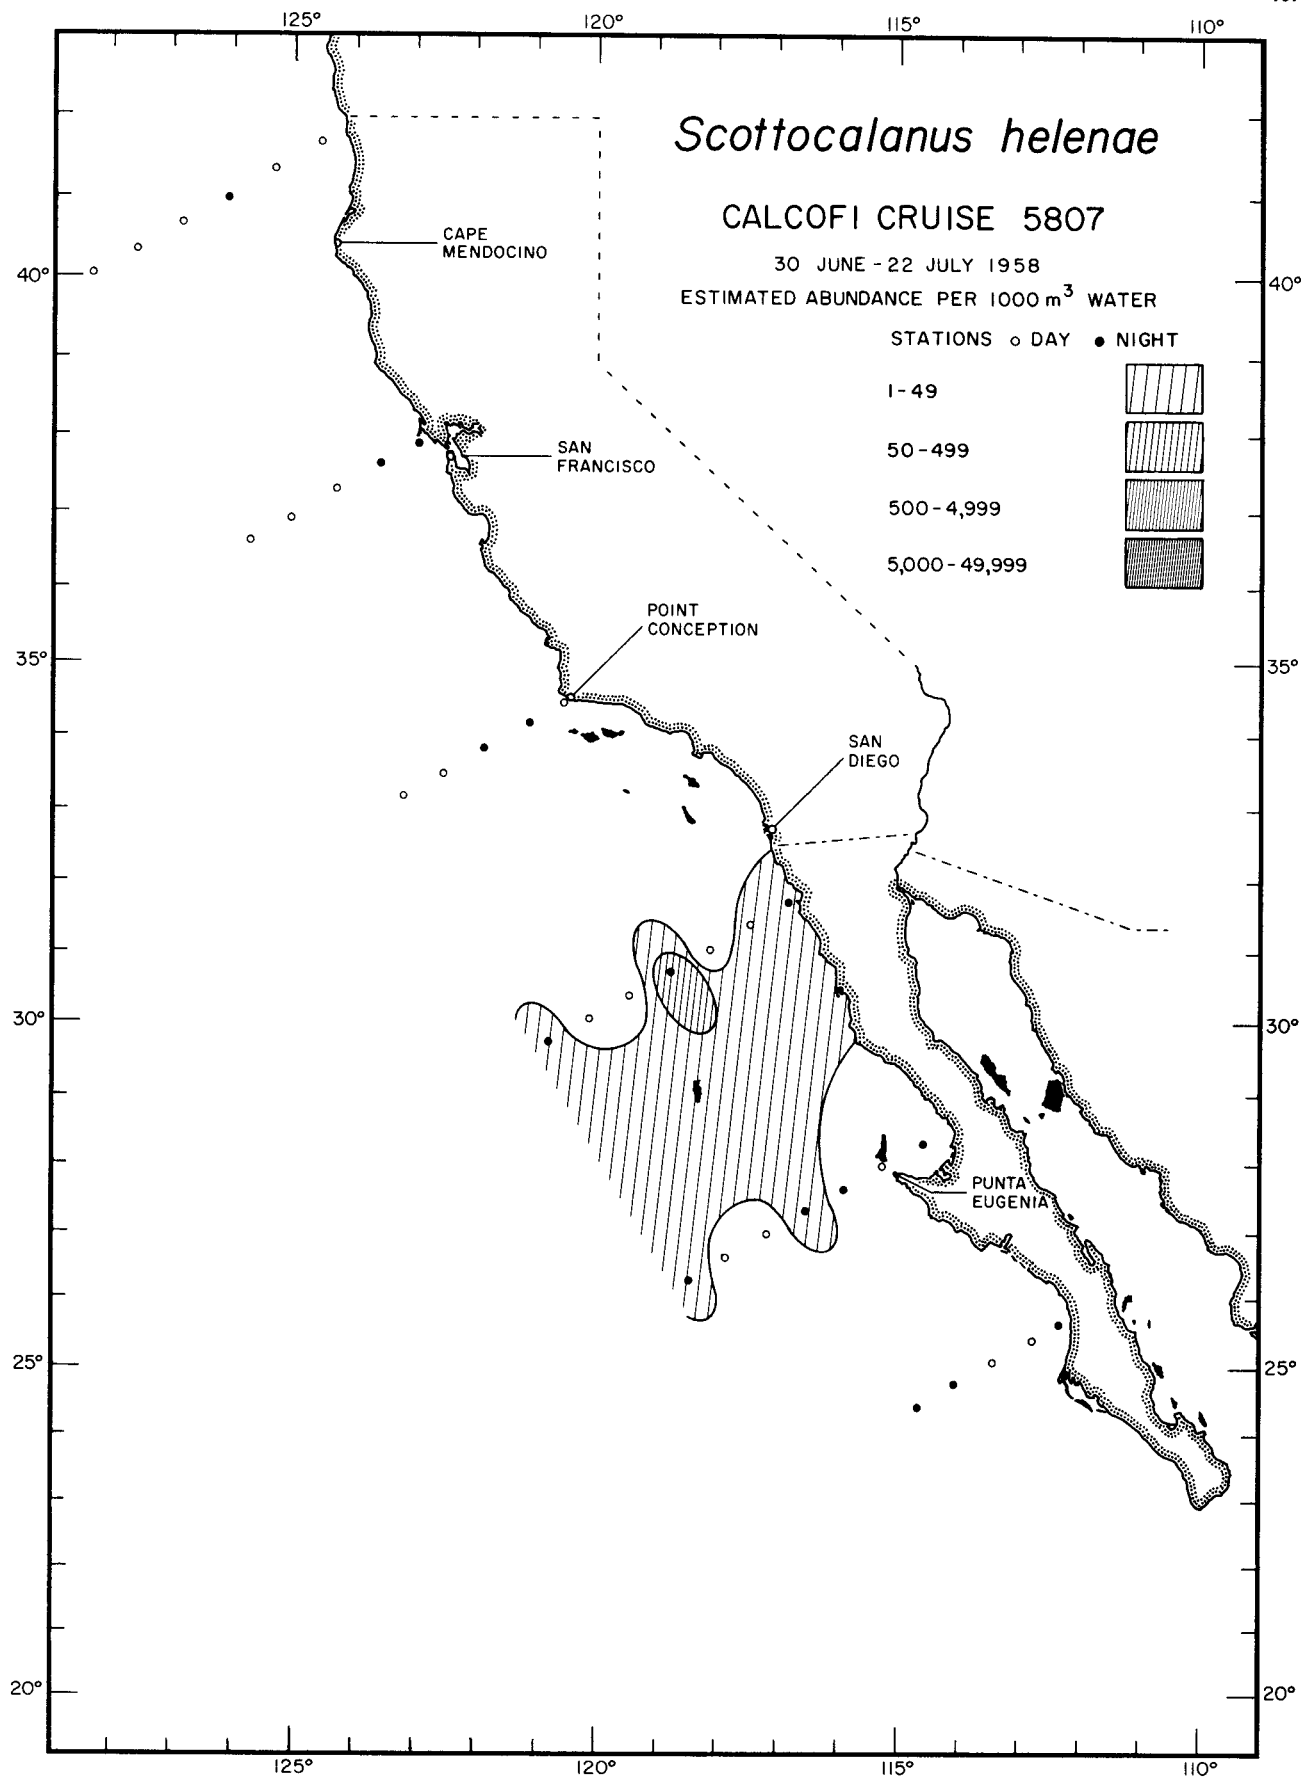 125°
120°
115°
110°
Scottocalanus helenae
CALCOFI CRUISE 5807
30 JUNE - 22 JULY 1958
ESTIMATED ABUNDANCE PER 1000 m³ WATER
STATIONS ○ DAY ● NIGHT
1-49
50-499
500-4,999
5,000-49,999
CAPE
MENDOCINO
40°
40°
SAN
FRANCISCO
POINT
CONCEPTION
35°
35°
SAN
DIEGO
30°
30°
PUNTA
EUGENIA
25°
25°
20°
20°
125°
120°
115°
110°